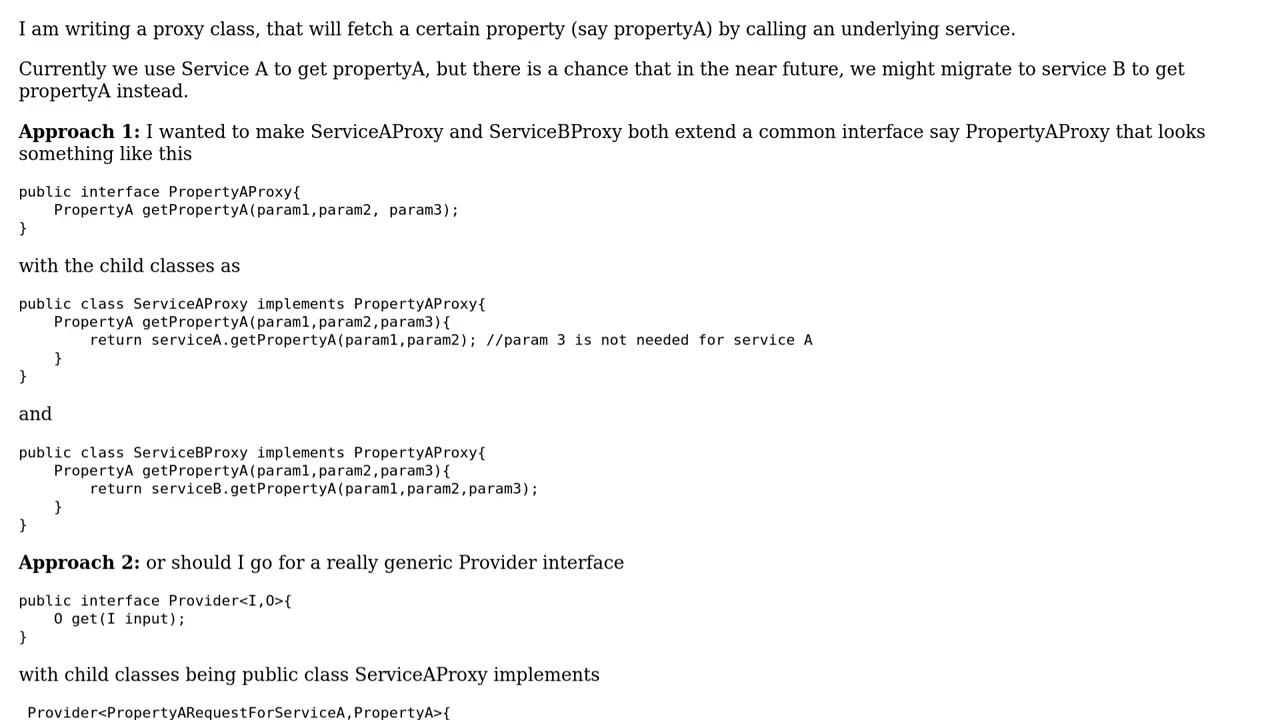 I am writing a proxy class, that will fetch a certain property (say propertyA) by calling an underlying service.
Currently we use Service A to get propertyA, but there is a chance that in the near future, we might migrate to service B to get
propertyA instead.
Approach 1: I wanted to make ServiceAProxy and ServiceBProxy both extend a common interface say PropertyAProxy that looks
something like this
public interface PropertyAProxy{
    PropertyA getPropertyA(param1,param2, param3);
}
with the child classes as
public class ServiceAProxy implements PropertyAProxy{
    PropertyA getPropertyA(param1,param2,param3){
        return serviceA.getPropertyA(param1,param2); //param 3 is not needed for service A
    }
}
and
public class ServiceBProxy implements PropertyAProxy{
    PropertyA getPropertyA(param1,param2,param3){
        return serviceB.getPropertyA(param1,param2,param3);
    }
}
Approach 2: or should I go for a really generic Provider interface
public interface Provider<I,O>{
    O get(I input);
}
with child classes being public class ServiceAProxy implements
 Provider<PropertyARequestForServiceA,PropertyA>{